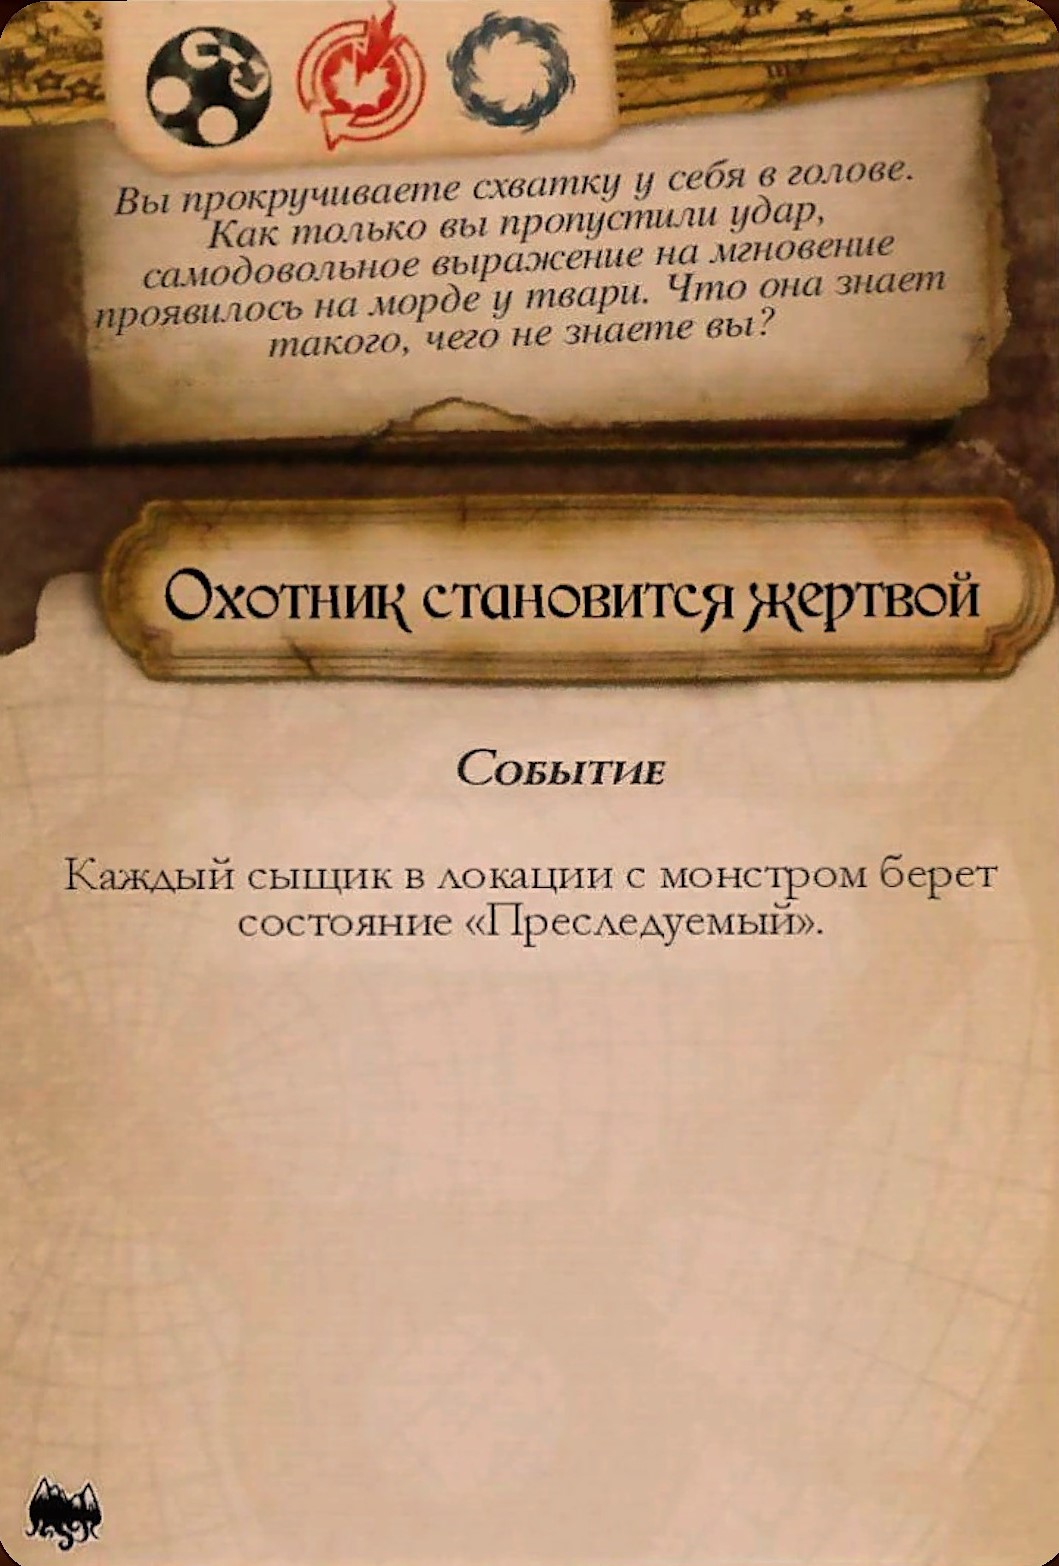 Вы прокручиваете схватку у себя в голове.
Как только вы пропустили удар,
самодовольное выражение на мгновение
проявилось на морде у твари. Что она знает
такого, чего не знаете вы?
Охотник становится жертвой
Событие
Каждый сыщик в локации с монстром берет
состояние «Преследуемый».